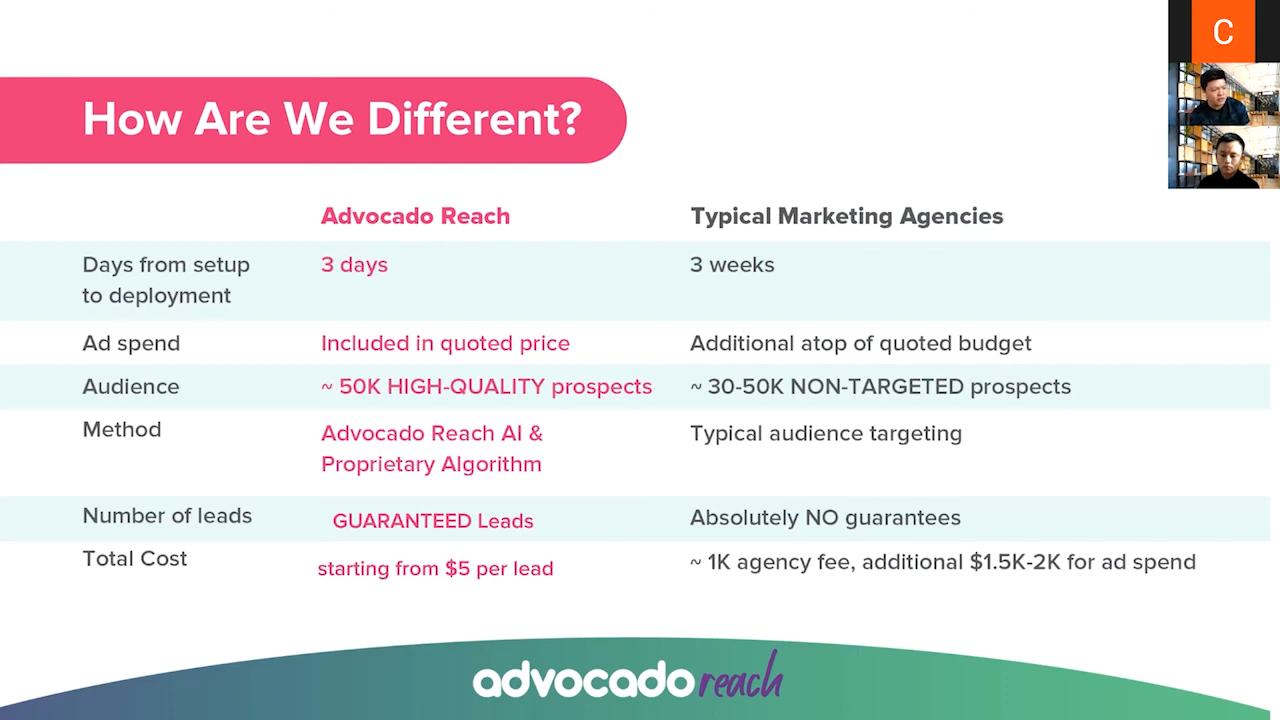 C
How Are We Different?
Advocado Reach Typical Marketing Agencies
Days from setup
to deployment
3 days
3 weeks
Ad spend Included in quoted price Additional atop of quoted budget
Audience ~ 50K HIGH-QUALITY prospects ~ 30-50K NON-TARGETED prospects
Method
Advocado Reach AI &
Proprietary Algorithm
Typical audience targeting
Number of leads GUARANTEED Leads Absolutely NO guarantees
Total Cost starting from $5 per lead ~ 1K agency fee, additional $1.5K-2K for ad spend
advocado reach